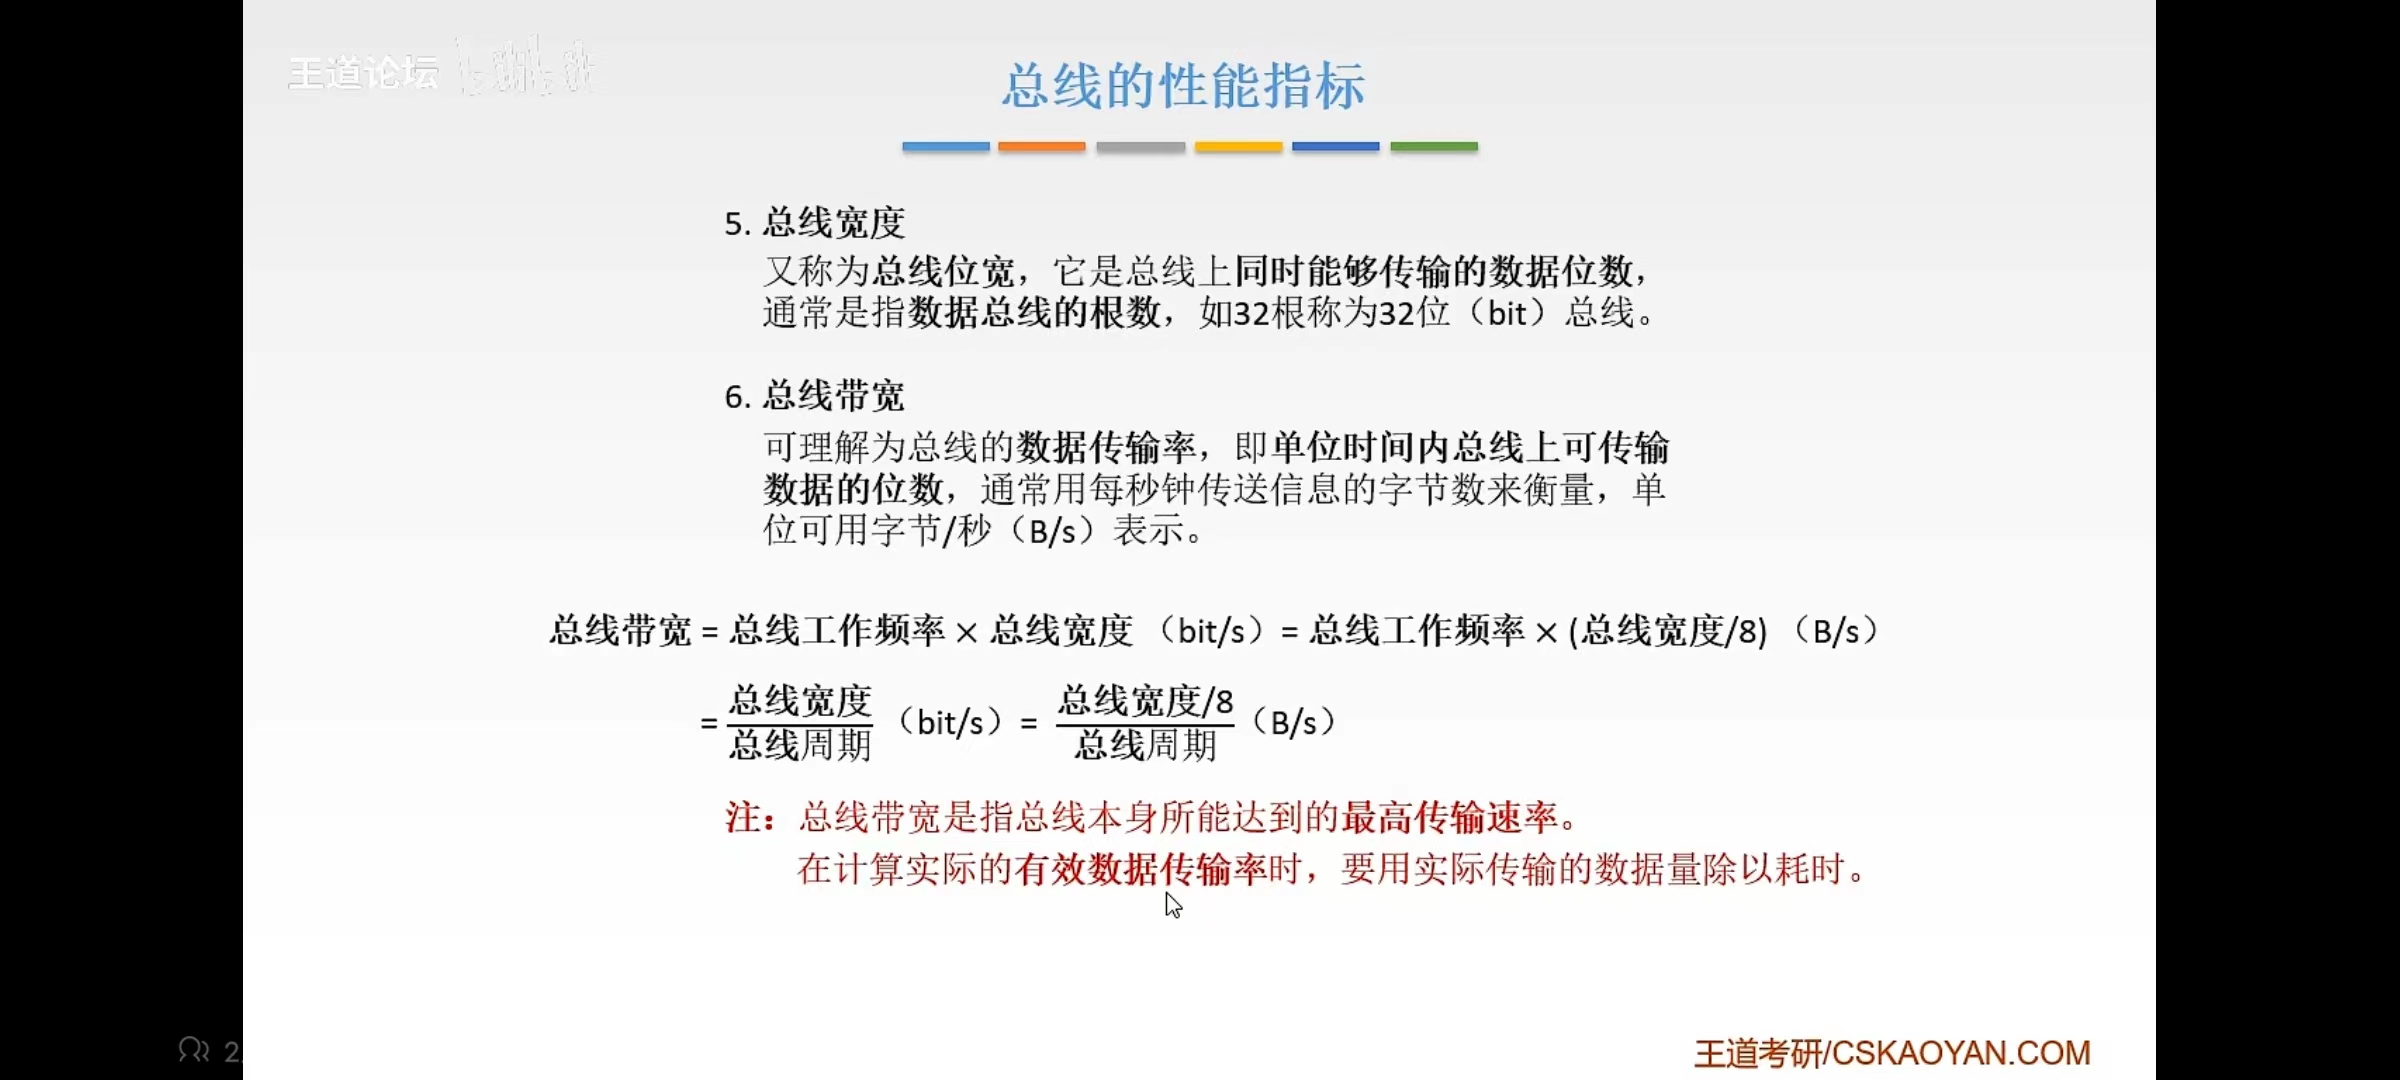 王道论坛
总线的性能指标
5. 总线宽度
又称为总线位宽，它是总线上同时能够传输的数据位数，
通常是指数据总线的根数，如32根称为32位（bit）总线。
6. 总线带宽
可理解为总线的数据传输率，即单位时间内总线上可传输
数据的位数，通常用每秒钟传送信息的字节数来衡量，单
位可用字节/秒（B/s）表示。
总线带宽 = 总线工作频率 × 总线宽度 （bit/s）= 总线工作频率 × (总线宽度/8) （B/s）
= 总线宽度/总线周期 （bit/s）= 总线宽度/8/总线周期（B/s）
注：总线带宽是指总线本身所能达到的最高传输速率。
在计算实际的有效数据传输率时，要用实际传输的数据量除以耗时。
王道考研/CSKAOYAN.COM